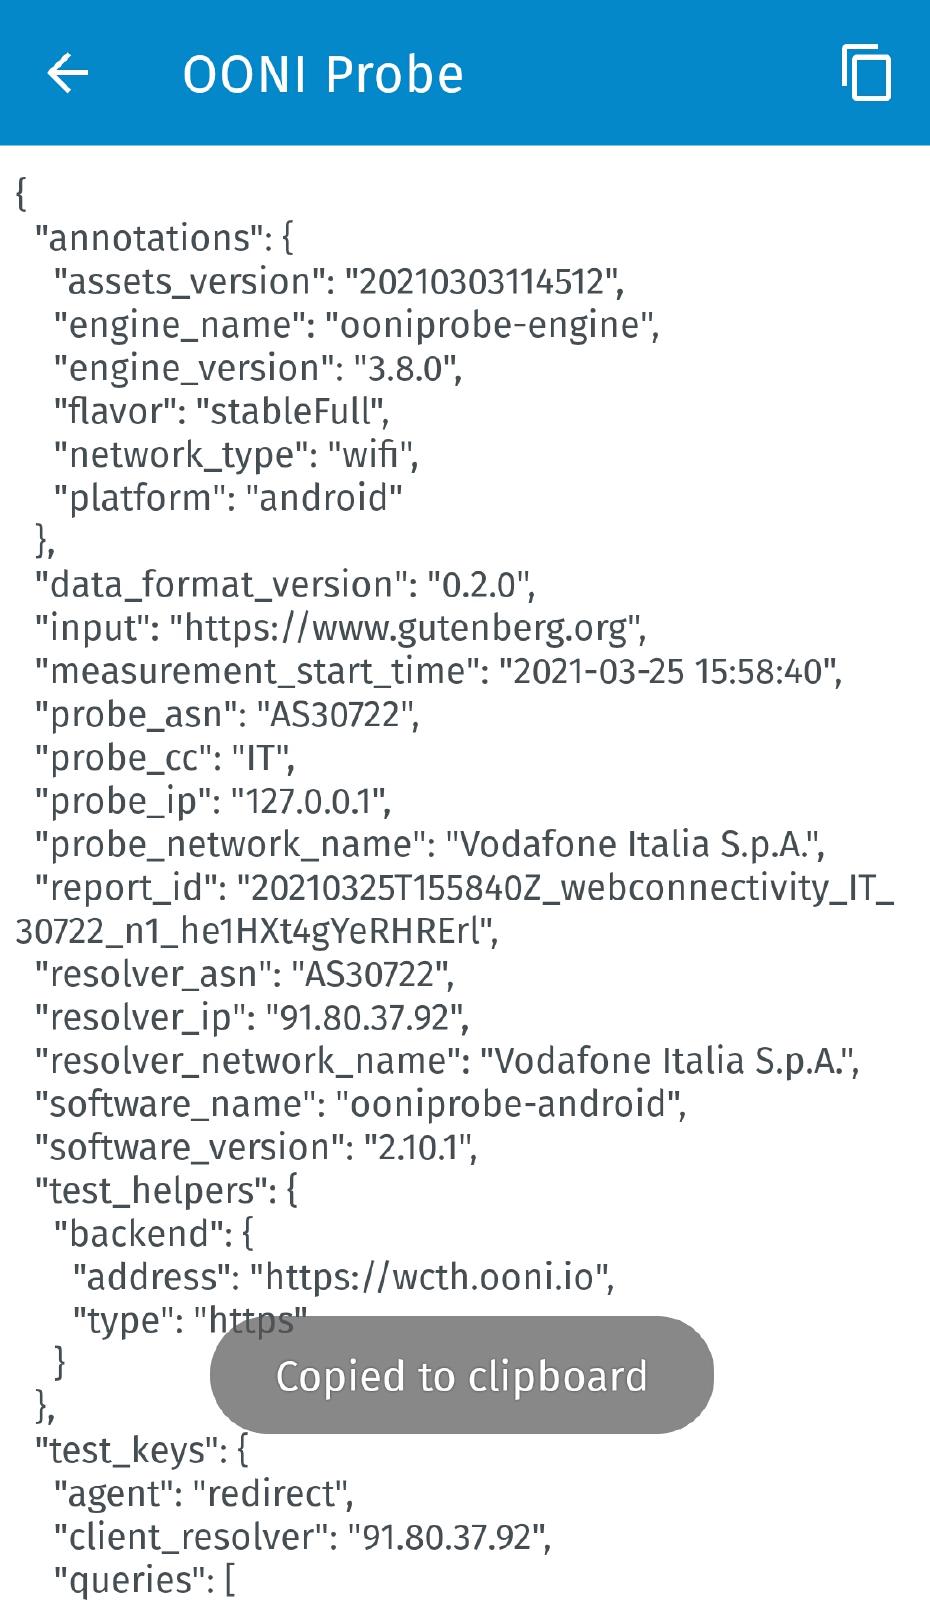 OONI Probe
{
"annotations": {
"assets_version": "20210303114512",
"engine_name": "ooniprobe-engine",
"engine_version": "3.8.0",
"flavor": "stableFull",
"network_type": "wifi",
"platform": "android"
},
"data_format_version": "0.2.0",
"input": "https://www.gutenberg.org",
"measurement_start_time": "2021-03-25 15:58:40",
"probe_asn": "AS30722",
"probe_cc": "IT",
"probe_ip": "127.0.0.1",
"probe_network_name": "Vodafone Italia S.p.A.",
"report_id": "20210325T155840Z_webconnectivity_IT_
30722_n1_he1HXt4gYeRHRErl",
"resolver_asn": "AS30722",
"resolver_ip": "91.80.37.92",
"resolver_network_name": "Vodafone Italia S.p.A.",
"software_name": "ooniprobe-android",
"software_version": "2.10.1",
"test_helpers": {
"backend": {
"address": "https://wcth.ooni.io",
"type": "https"
}
Copied to clipboard
},
"test_keys": {
"agent": "redirect",
"client_resolver": "91.80.37.92",
"queries": [